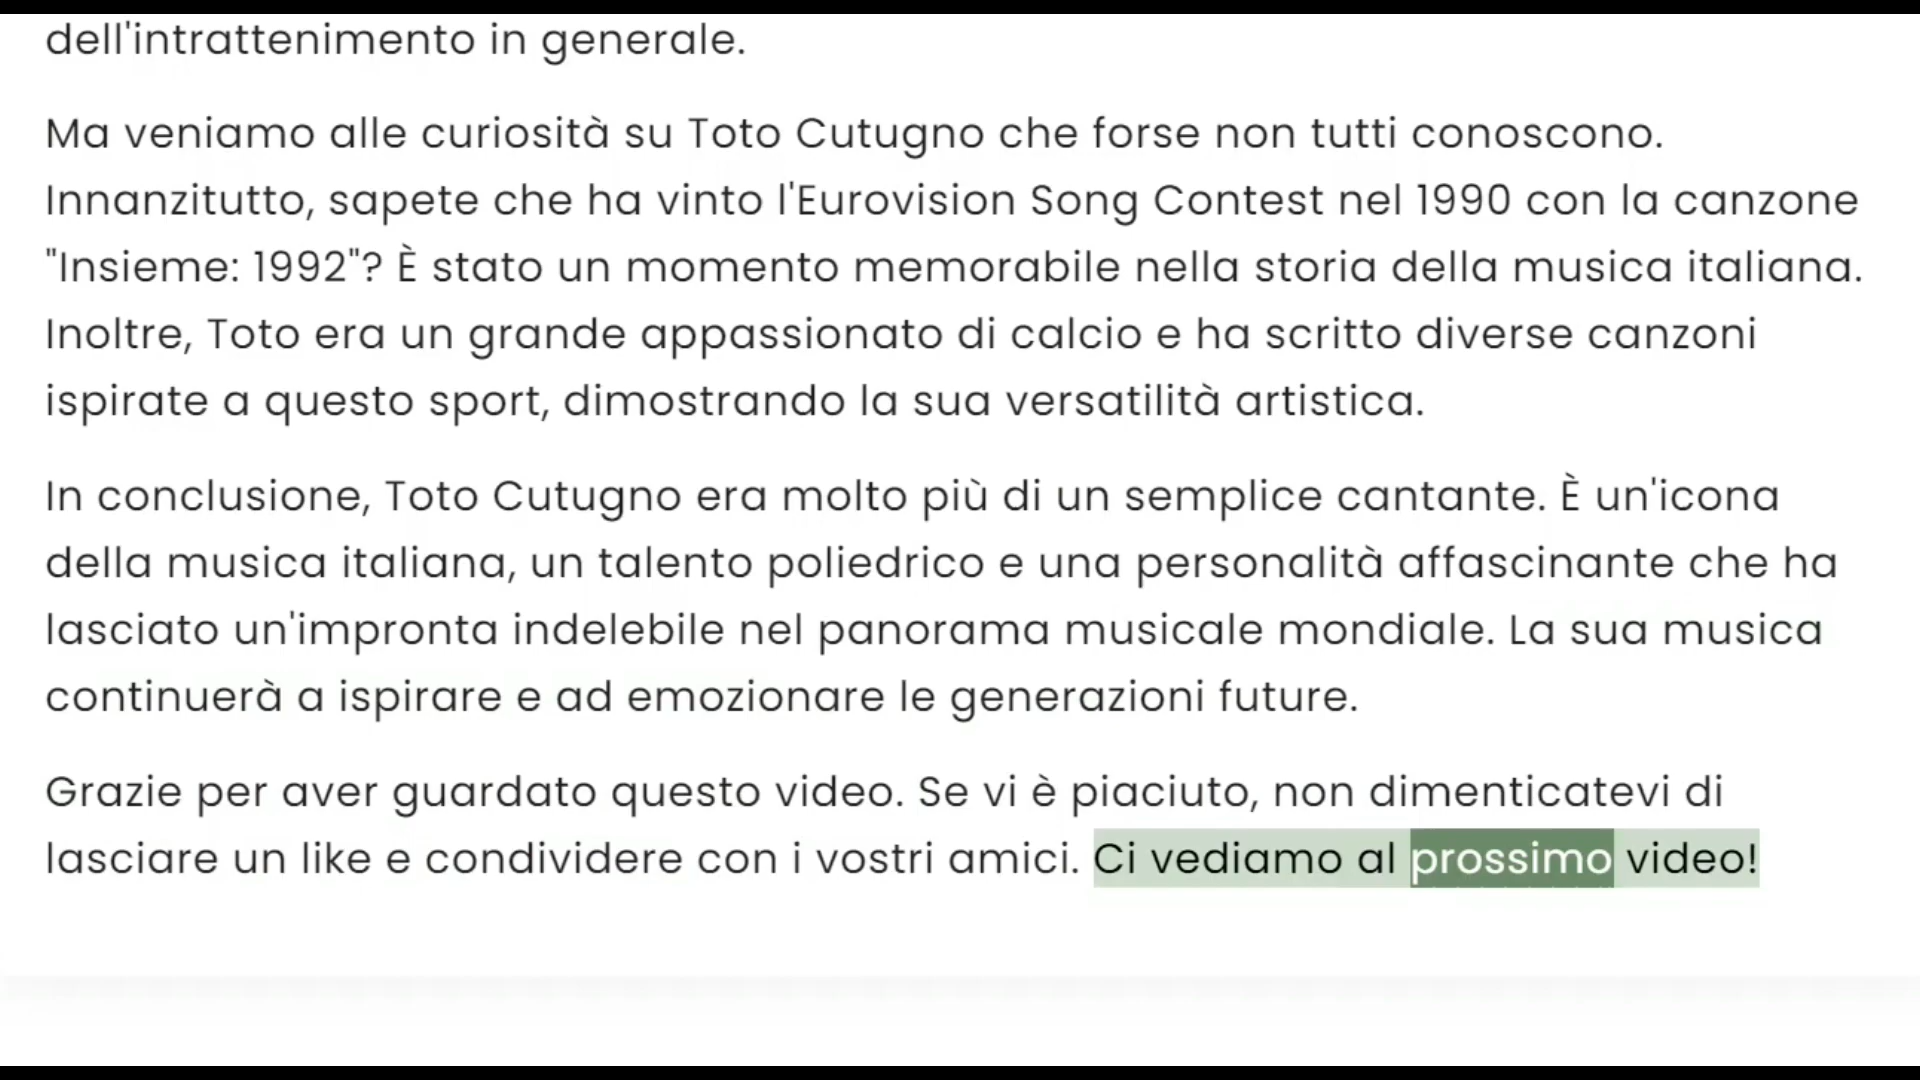 dell'intrattenimento in generale.
Ma veniamo alle curiosità su Toto Cutugno che forse non tutti conoscono.
Innanzitutto, sapete che ha vinto l'Eurovision Song Contest nel 1990 con la canzone
"Insieme: 1992"? È stato un momento memorabile nella storia della musica italiana.
Inoltre, Toto era un grande appassionato di calcio e ha scritto diverse canzoni
ispirate a questo sport, dimostrando la sua versatilità artistica.
In conclusione, Toto Cutugno era molto più di un semplice cantante. È un'icona
della musica italiana, un talento poliedrico e una personalità affascinante che ha
lasciato un'impronta indelebile nel panorama musicale mondiale. La sua musica
continuerà a ispirare e ad emozionare le generazioni future.
Grazie per aver guardato questo video. Se vi è piaciuto, non dimenticatevi di
lasciare un like e condividere con i vostri amici. Ci vediamo al prossimo video!